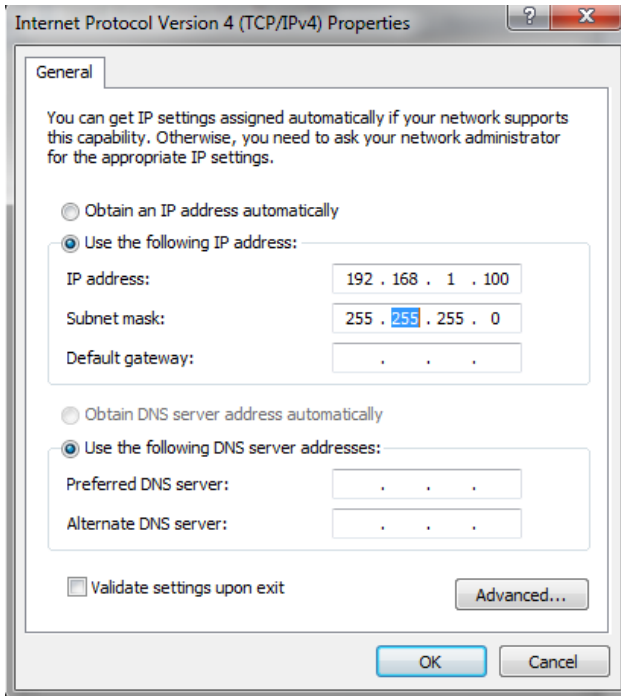 Internet Protocol Version 4 (TCP/IPv4) Properties
? X
General
You can get IP settings assigned automatically if your network supports
this capability. Otherwise, you need to ask your network administrator
for the appropriate IP settings.
Obtain an IP address automatically
Use the following IP address:
IP address: 192 . 168 . 1 . 100
Subnet mask: 255 . 255 . 255 . 0
Default gateway: . . .
Obtain DNS server address automatically
Use the following DNS server addresses:
Preferred DNS server: . . .
Alternate DNS server: . . .
Validate settings upon exit
Advanced...
OK Cancel